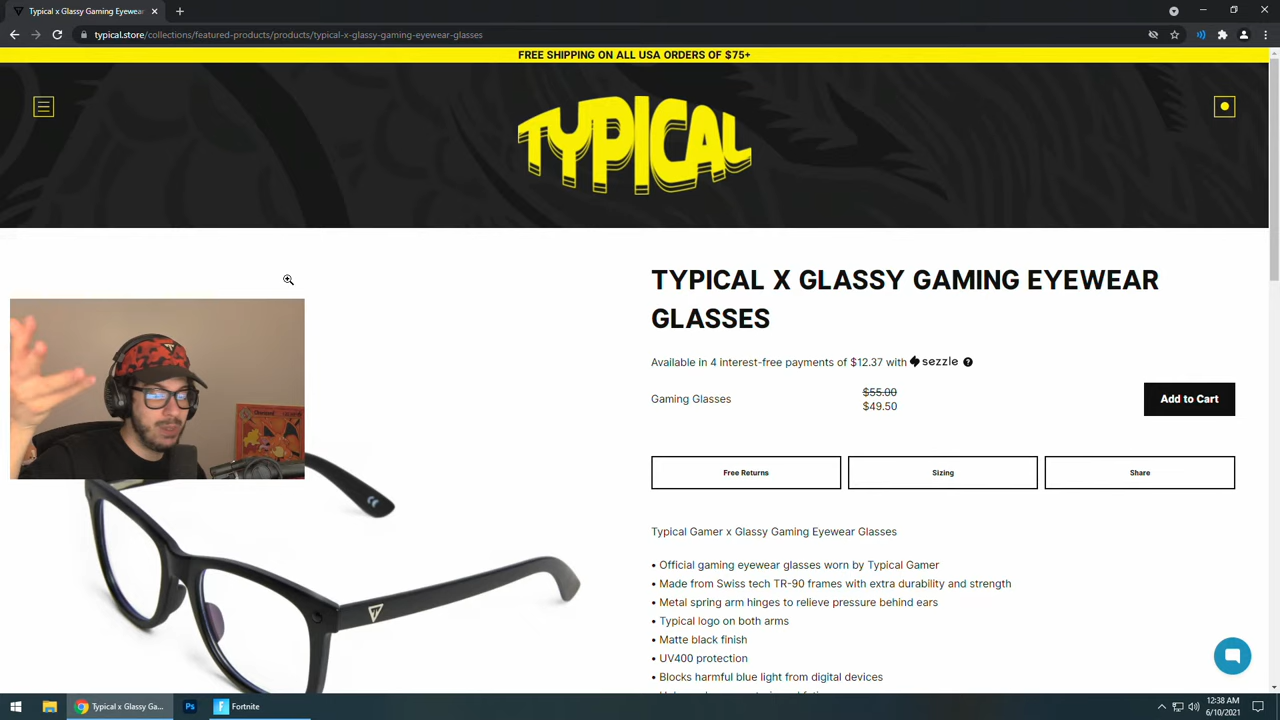 Typical x Glassy Gaming Eyewear
typical.store/collections/featured-products/products/typical-x-glassy-gaming-eyewear-glasses
FREE SHIPPING ON ALL USA ORDERS OF $75+
TYPICAL
TYPICAL X GLASSY GAMING EYEWEAR
GLASSES
Available in 4 interest-free payments of $12.37 with sezzle ?
$55.00
Gaming Glasses
$49.50
Add to Cart
Free Returns
Sizing
Share
Typical Gamer x Glassy Gaming Eyewear Glasses
• Official gaming eyewear glasses worn by Typical Gamer
• Made from Swiss tech TR-90 frames with extra durability and strength
• Metal spring arm hinges to relieve pressure behind ears
• Typical logo on both arms
• Matte black finish
• UV400 protection
• Blocks harmful blue light from digital devices
Typical x Glassy Ga...
Ps
Fortnite
12:38 AM
6/10/2021